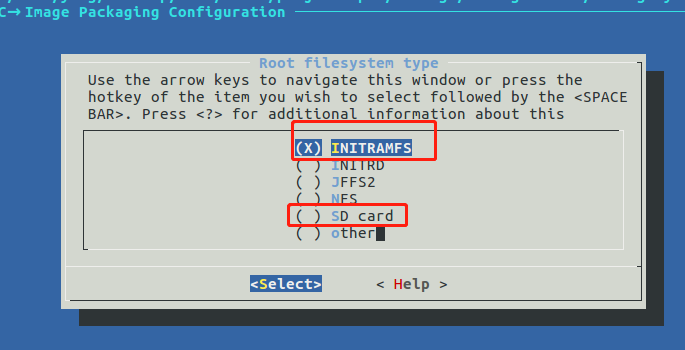 C→Image Packaging Configuration
Root filesystem type
Use the arrow keys to navigate this window or press the
hotkey of the item you wish to select followed by the <SPACE
BAR>. Press <?> for additional information about this
(X) INITRAMFS
( ) INITRD
( ) JFFS2
( ) NFS
( ) SD card
( ) other
<Select> < Help >